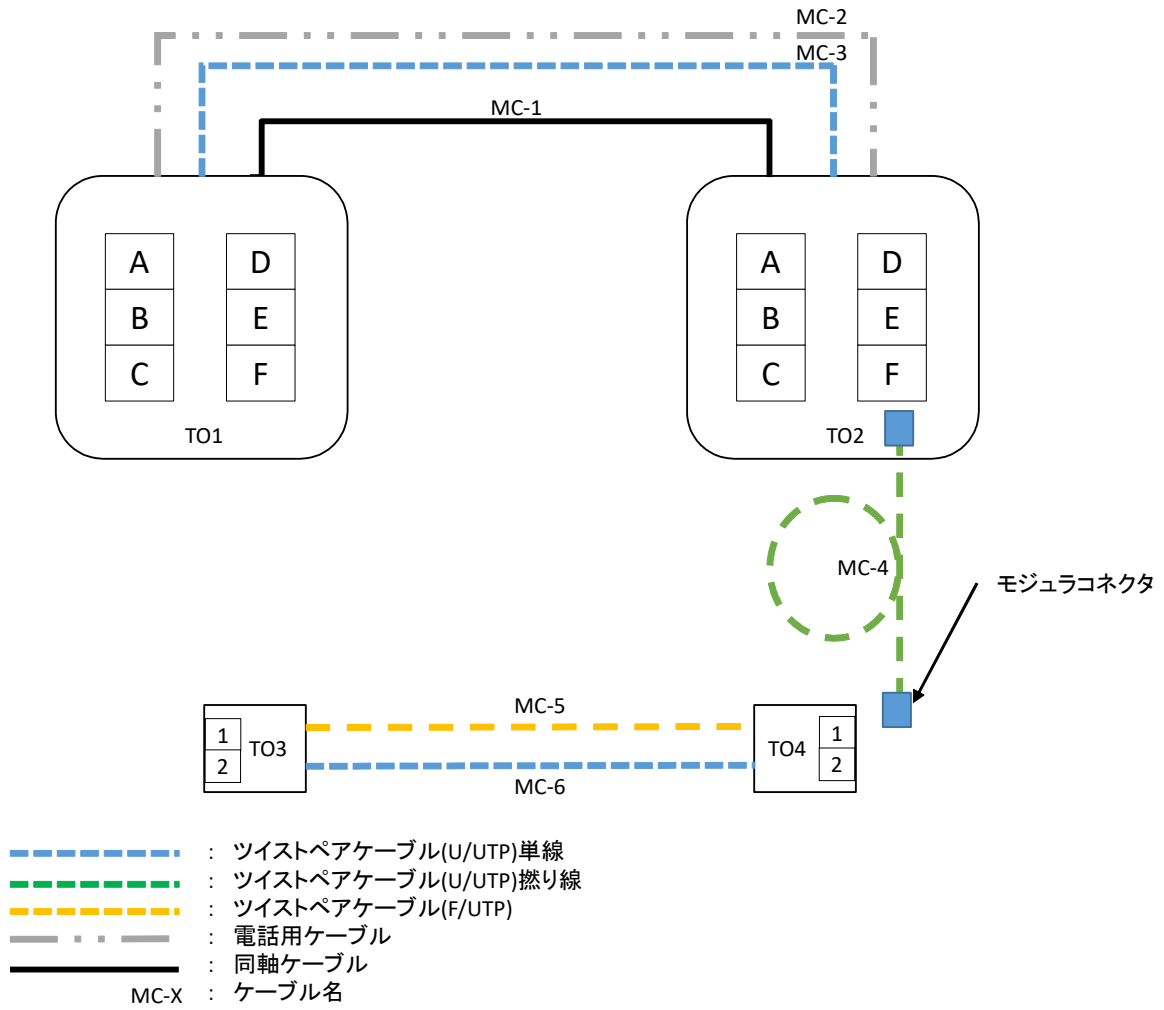 MC-2
MC-3
MC-1
A
B
C
D
E
F
TO1
A
B
C
D
E
F
TO2
MC-4
モジュラコネクタ
1
2
TO3
MC-5
MC-6
TO4
1
2
: ツイストペアケーブル(U/UTP)単線
: ツイストペアケーブル(U/UTP)撚り線
: ツイストペアケーブル(F/UTP)
: 電話用ケーブル
: 同軸ケーブル
MC-X : ケーブル名